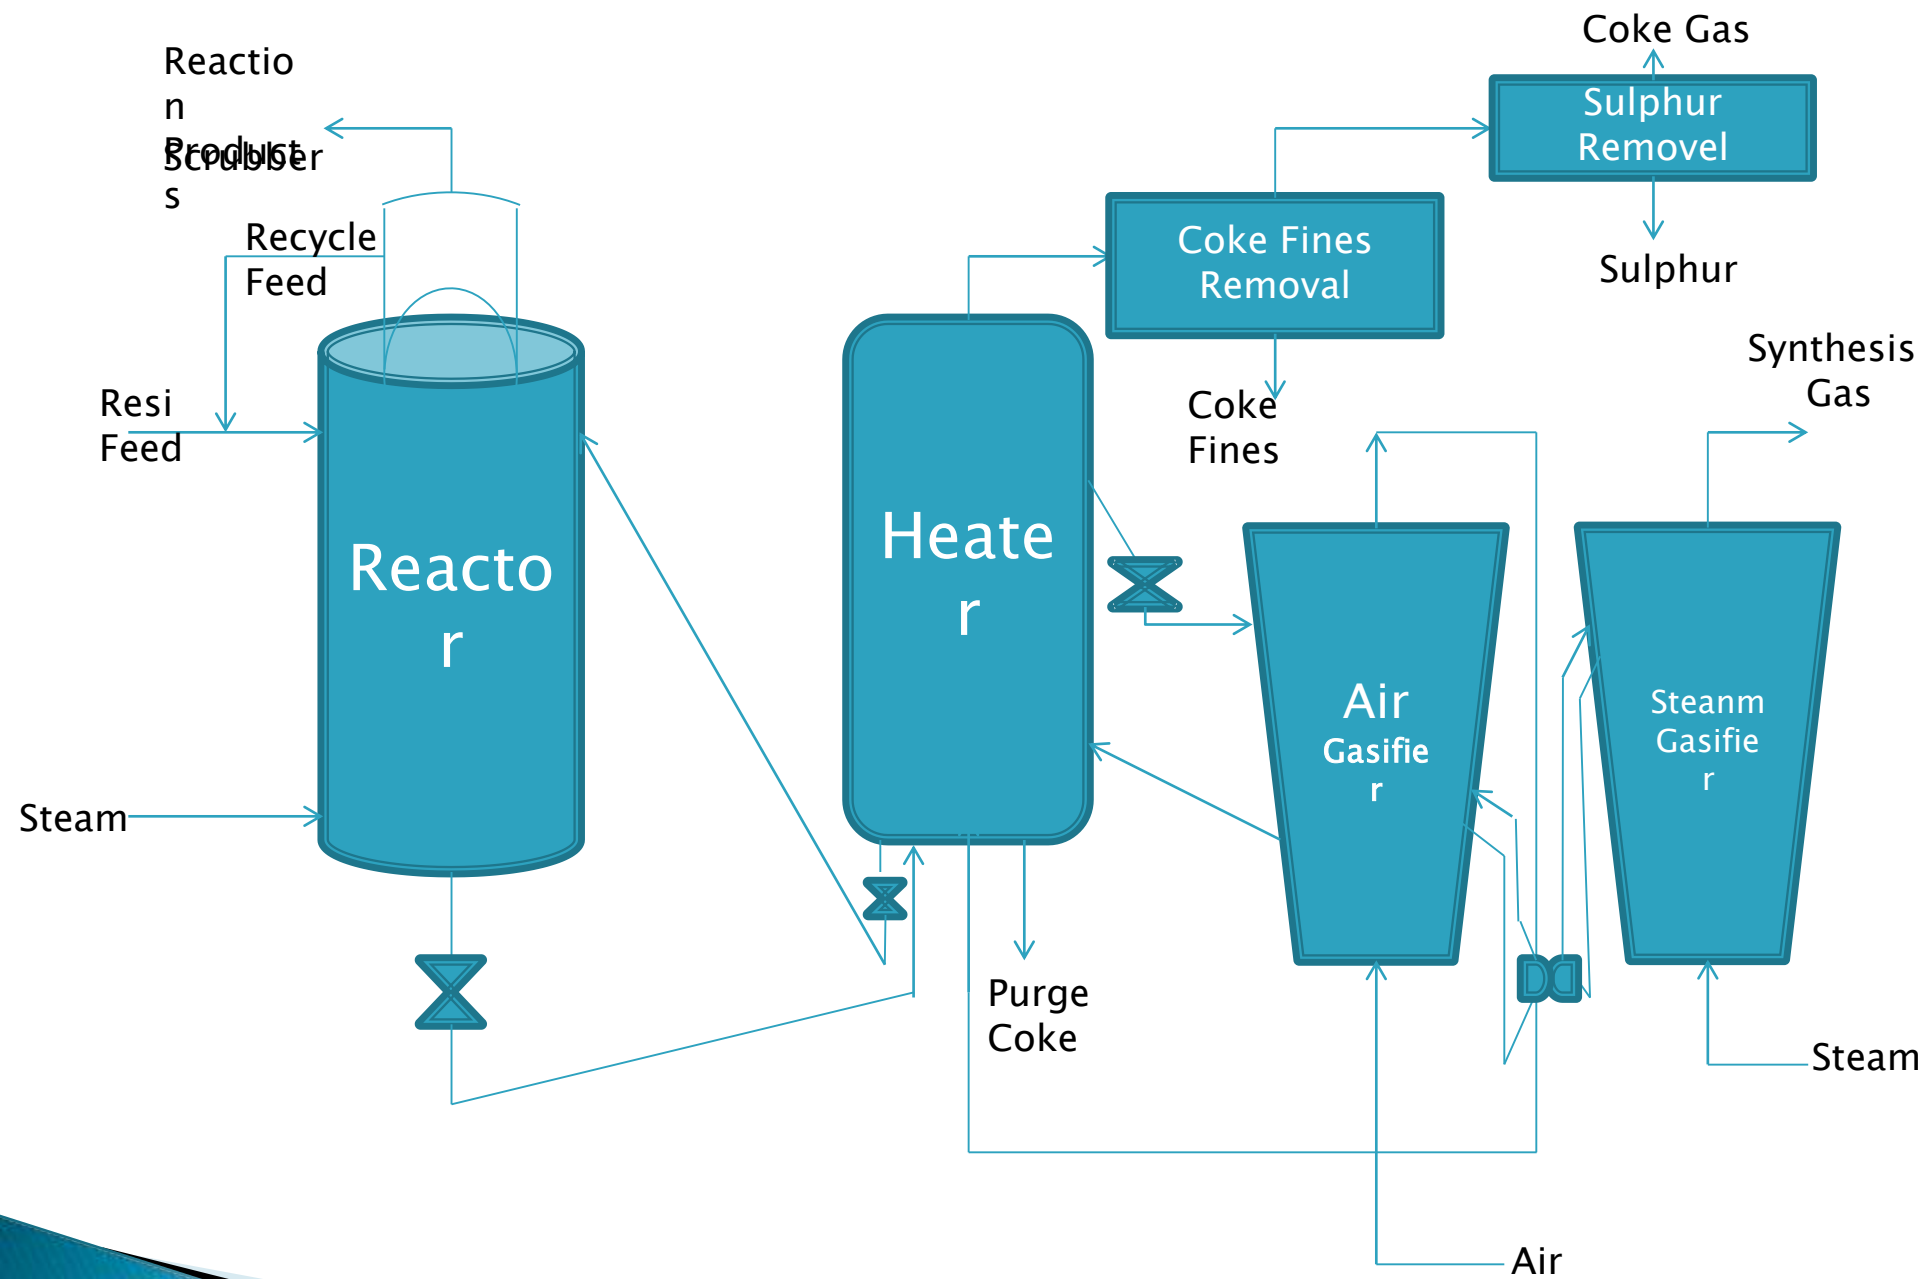 Coke Gas
Reactio
n
Product
s
Scrubber
Sulphur
Removel
Recycle
Feed
Coke Fines
Removal
Sulphur
Synthesis
Gas
Resi
Feed
Coke
Fines
Heate
r
Reacto
r
Air
Gasifie
r
Steanm
Gasifie
r
Steam
Purge
Coke
Steam
Air